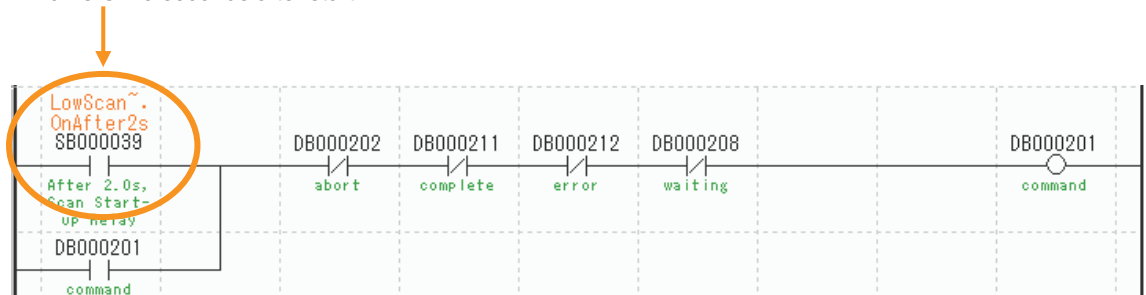 LowScan~.
OnAfter2s
SB000039
DB000202 DB000211 DB000212 DB000208 DB000201
After 2.0s,
Scan Start-
up Relay
abort complete error waiting command
DB000201
command